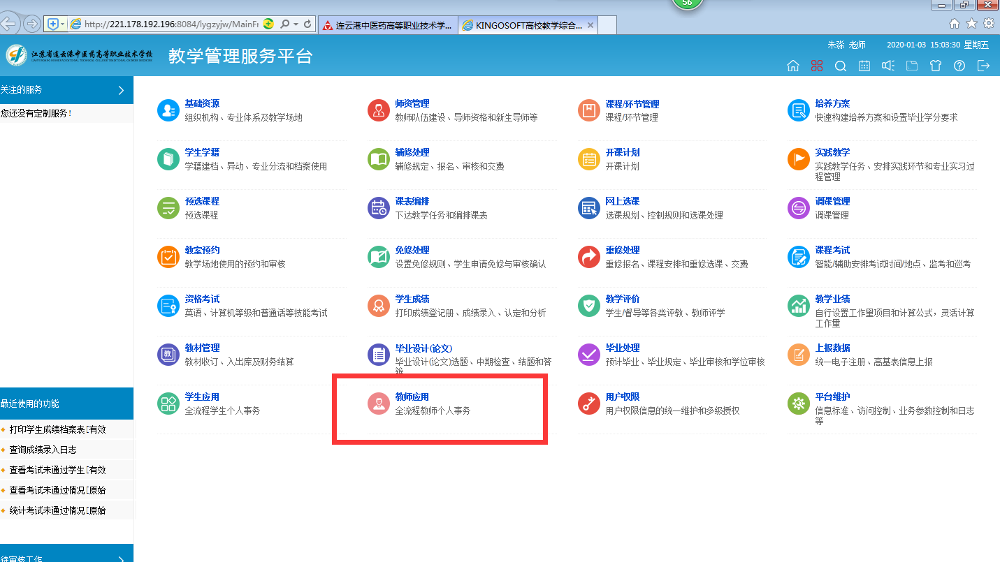 56
http://221.178.192.196:8084/lygzyjw/MainFr
连云港中医药高等职业技术学...
KINGOSOFT高校教学综合...
江苏省连云港中医药高等职业技术学校
教学管理服务平台
朱淼 老师
2020-01-03 15:03:30 星期五
关注的服务
您还没有定制服务!
基础资源
组织机构、专业体系及教学场地
师资管理
教师队伍建设、导师资格和新生导师等
课程/环节管理
课程/环节管理
培养方案
快速构建培养方案和设置毕业学分要求
学生学籍
学籍建档、异动、专业分流和档案使用
辅修处理
辅修规定、报名、审核和交费
开课计划
开课计划
实践教学
实践教学任务、安排实践环节和专业实习过
程管理
预选课程
预选课程
课表编排
下达教学任务和编排课表
网上选课
选课规划、控制规则和选课处理
调课管理
调课管理
教室预约
教学场地使用的预约和审核
免修处理
设置免修规则、学生申请免修与审核确认
重修处理
重修报名、课程安排和重修选课、交费
课程考试
智能/辅助安排考试时间/地点、监考和巡考
资格考试
英语、计算机等级和普通话等技能考试
学生成绩
打印成绩登记册、成绩录入、认定和分析
教学评价
学生/督导等各类评教、教师评学
教学业绩
自行设置工作量项目和计算公式，灵活计算
工作量
教材管理
教材收订、入出库及财务结算
毕业设计(论文)
毕业设计(论文)选题、中期检查、结题和答
辩
毕业处理
预计毕业、毕业规定、毕业审核和学位审核
上报数据
统一电子注册、高基表信息上报
学生应用
全流程学生个人事务
教师应用
全流程教师个人事务
用户权限
用户权限信息的统一维护和多级授权
平台维护
信息标准、访问控制、业务参数控制和日志
等
最近使用的功能
打印学生成绩档案表[有效
查询成绩录入日志
查看考试未通过学生[有效
查看考试未通过情况[原始
统计考试未通过情况[原始
待审核工作